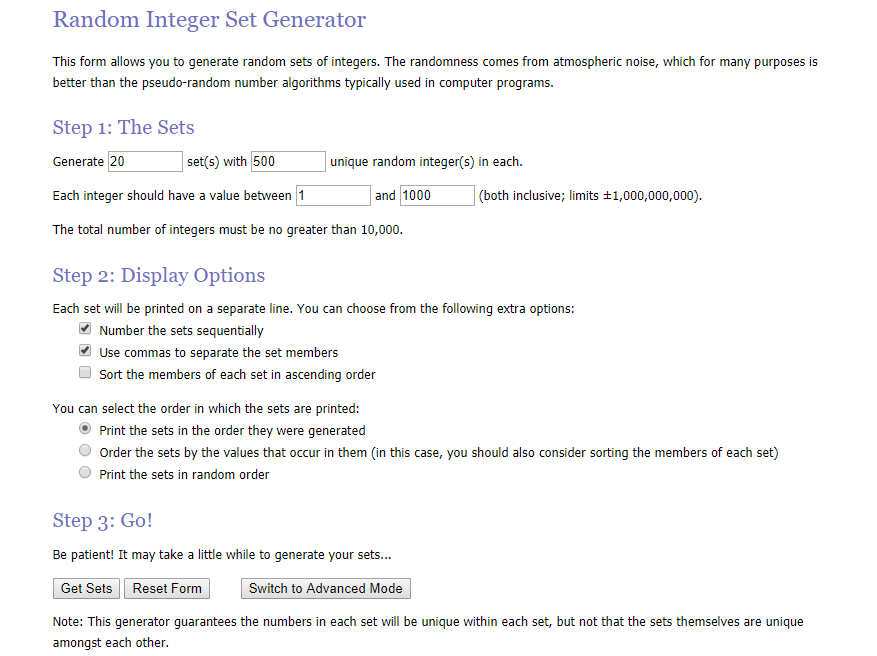 Random Integer Set Generator
This form allows you to generate random sets of integers. The randomness comes from atmospheric noise, which for many purposes is
better than the pseudo-random number algorithms typically used in computer programs.
Step 1: The Sets
Generate 20 set(s) with 500 unique random integer(s) in each.
Each integer should have a value between 1 and 1000 (both inclusive; limits ±1,000,000,000).
The total number of integers must be no greater than 10,000.
Step 2: Display Options
Each set will be printed on a separate line. You can choose from the following extra options:
Number the sets sequentially
Use commas to separate the set members
Sort the members of each set in ascending order
You can select the order in which the sets are printed:
Print the sets in the order they were generated
Order the sets by the values that occur in them (in this case, you should also consider sorting the members of each set)
Print the sets in random order
Step 3: Go!
Be patient! It may take a little while to generate your sets...
Get Sets Reset Form Switch to Advanced Mode
Note: This generator guarantees the numbers in each set will be unique within each set, but not that the sets themselves are unique
amongst each other.